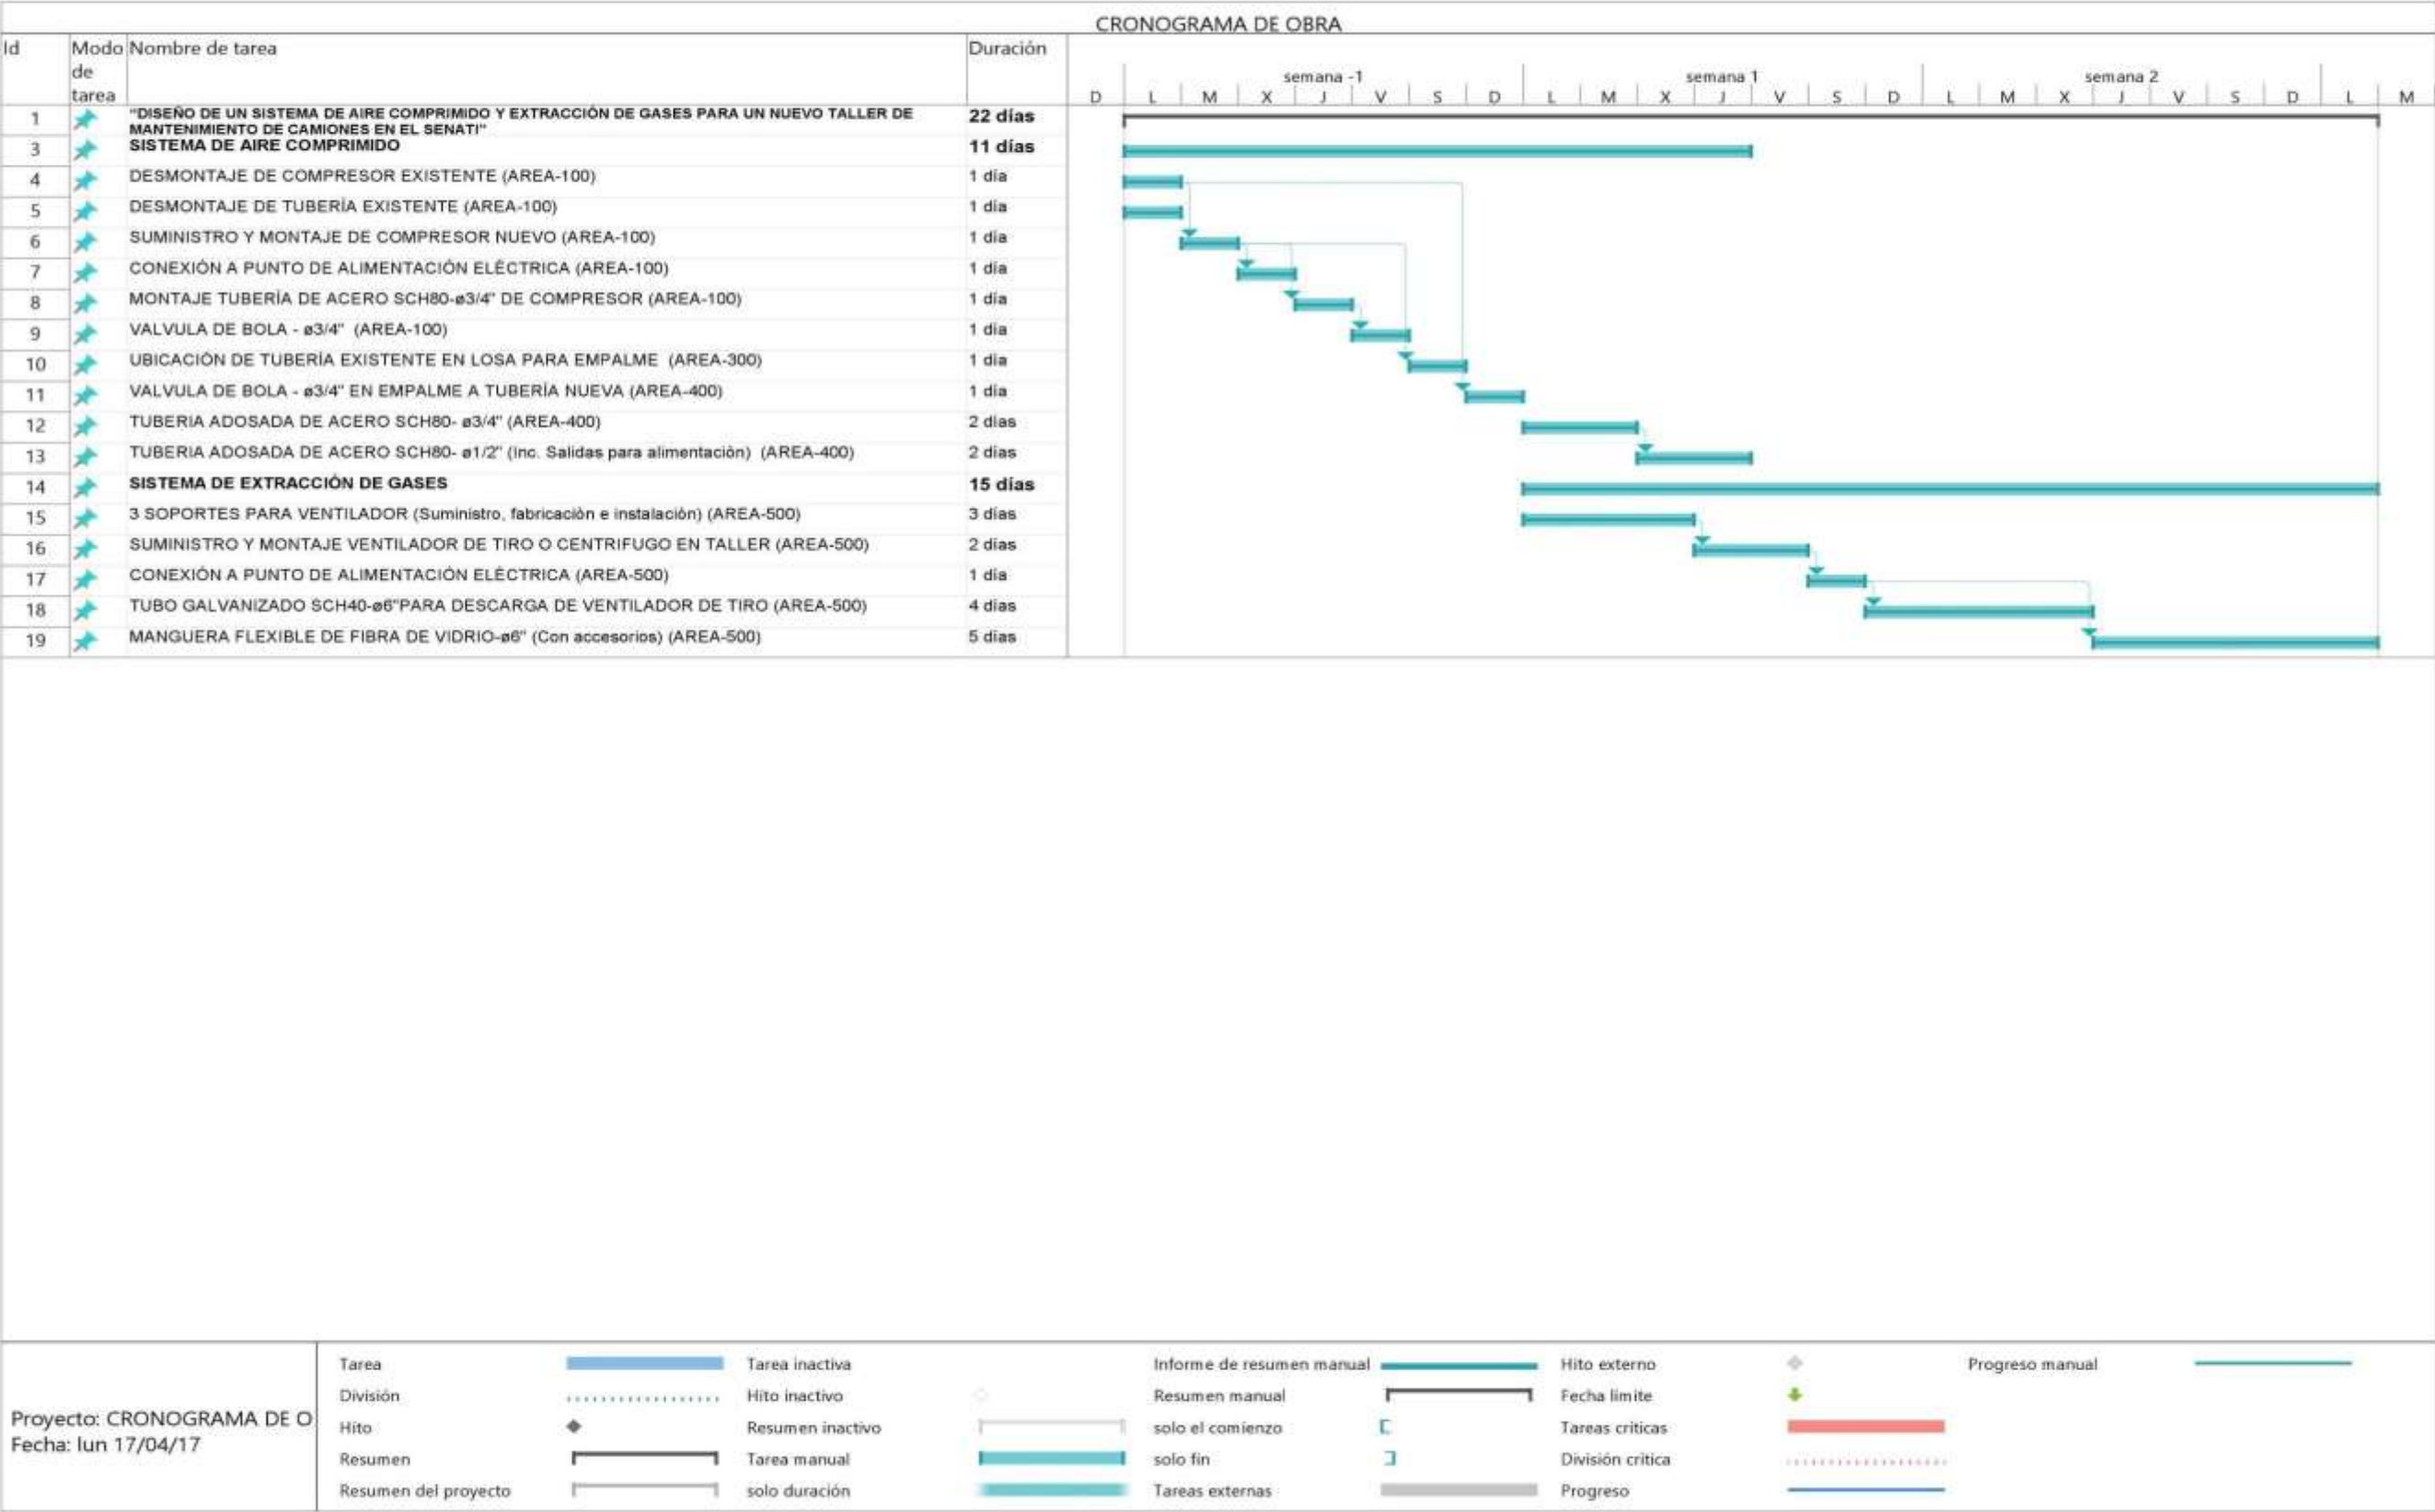 CRONOGRAMA DE OBRA
Id Modo de tarea Nombre de tarea Duración
semana -1 semana 1 semana 2
D L M X J V S D L M X J V S D L M X J V S D L M
1 "DISEÑO DE UN SISTEMA DE AIRE COMPRIMIDO Y EXTRACCIÓN DE GASES PARA UN NUEVO TALLER DE 22 días
MANTENIMIENTO DE CAMIONES EN EL SENATI"
3 SISTEMA DE AIRE COMPRIMIDO 11 días
4 DESMONTAJE DE COMPRESOR EXISTENTE (AREA-100) 1 día
5 DESMONTAJE DE TUBERÍA EXISTENTE (AREA-100) 1 día
6 SUMINISTRO Y MONTAJE DE COMPRESOR NUEVO (AREA-100) 1 día
7 CONEXIÓN A PUNTO DE ALIMENTACIÓN ELÉCTRICA (AREA-100) 1 día
8 MONTAJE TUBERÍA DE ACERO SCH80-ø3/4" DE COMPRESOR (AREA-100) 1 día
9 VALVULA DE BOLA - ø3/4" (AREA-100) 1 día
10 UBICACIÓN DE TUBERÍA EXISTENTE EN LOSA PARA EMPALME (AREA-300) 1 día
11 VALVULA DE BOLA - ø3/4" EN EMPALME A TUBERÍA NUEVA (AREA-400) 1 día
12 TUBERIA ADOSADA DE ACERO SCH80- ø3/4" (AREA-400) 2 días
13 TUBERIA ADOSADA DE ACERO SCH80- ø1/2" (Inc. Salidas para alimentación) (AREA-400) 2 días
14 SISTEMA DE EXTRACCIÓN DE GASES 15 días
15 3 SOPORTES PARA VENTILADOR (Suministro, fabricación e instalación) (AREA-500) 3 días
16 SUMINISTRO Y MONTAJE VENTILADOR DE TIRO O CENTRIFUGO EN TALLER (AREA-500) 2 días
17 CONEXIÓN A PUNTO DE ALIMENTACIÓN ELÉCTRICA (AREA-500) 1 día
18 TUBO GALVANIZADO SCH40-ø6"PARA DESCARGA DE VENTILADOR DE TIRO (AREA-500) 4 días
19 MANGUERA FLEXIBLE DE FIBRA DE VIDRIO-ø6" (Con accesorios) (AREA-500) 5 días
Proyecto: CRONOGRAMA DE O
Fecha: lun 17/04/17
Tarea Tarea inactiva Informe de resumen manual Hito externo Progreso manual
División Hito inactivo Resumen manual Fecha límite
Hito Resumen inactivo solo el comienzo Tareas críticas
Resumen Tarea manual solo fin División crítica
Resumen del proyecto solo duración Tareas externas Progreso